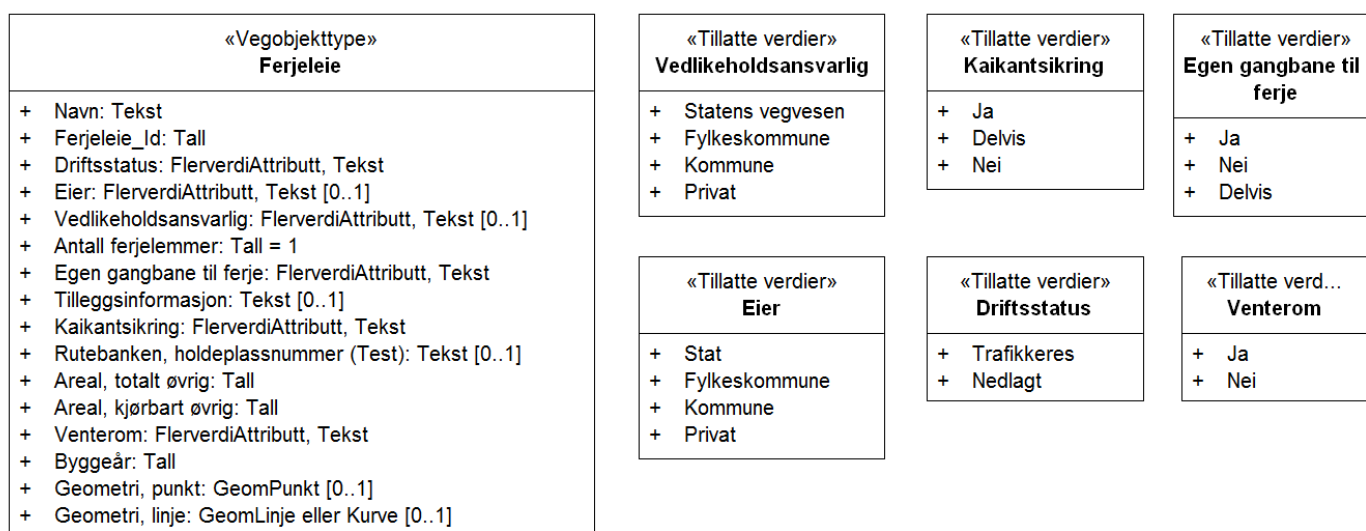 «Vegobjekttype»
Ferjeleie
+ Navn: Tekst
+ Ferjeleie_Id: Tall
+ Driftsstatus: FlerverdiAttributt, Tekst
+ Eier: FlerverdiAttributt, Tekst [0..1]
+ Vedlikeholdsansvarlig: FlerverdiAttributt, Tekst [0..1]
+ Antall ferjelemmer: Tall = 1
+ Egen gangbane til ferje: FlerverdiAttributt, Tekst
+ Tilleggsinformasjon: Tekst [0..1]
+ Kaikantsikring: FlerverdiAttributt, Tekst
+ Rutebanken, holdeplassnummer (Test): Tekst [0..1]
+ Areal, totalt øvrig: Tall
+ Areal, kjørbart øvrig: Tall
+ Venterom: FlerverdiAttributt, Tekst
+ Byggeår: Tall
+ Geometri, punkt: GeomPunkt [0..1]
+ Geometri, linje: GeomLinje eller Kurve [0..1]
«Tillatte verdier»
Vedlikeholdsansvarlig
+ Statens vegvesen
+ Fylkeskommune
+ Kommune
+ Privat
«Tillatte verdier»
Kaikantsikring
+ Ja
+ Delvis
+ Nei
«Tillatte verdier»
Egen gangbane til
ferje
+ Ja
+ Nei
+ Delvis
«Tillatte verdier»
Eier
+ Stat
+ Fylkeskommune
+ Kommune
+ Privat
«Tillatte verdier»
Driftsstatus
+ Trafikkeres
+ Nedlagt
«Tillatte verd...
Venterom
+ Ja
+ Nei